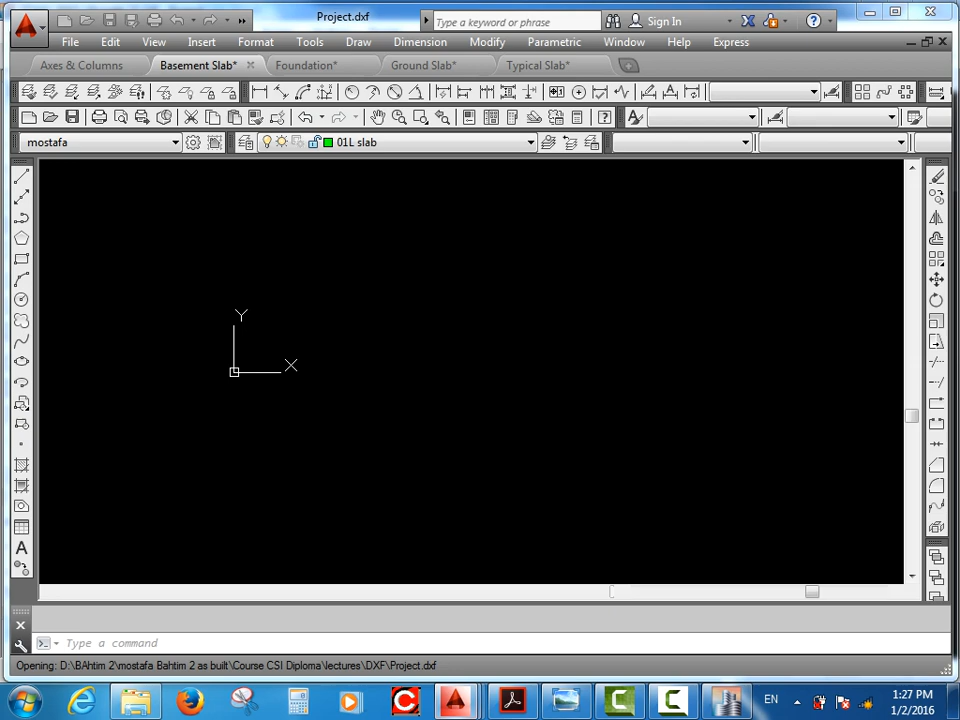 Project.dxf
Type a keyword or phrase
Sign In
File Edit View Insert Format Tools Draw Dimension Modify Parametric Window Help Express
Axes & Columns Basement Slab* Foundation* Ground Slab* Typical Slab*
mostafa
01L slab
Y
X
A
Type a command
Opening: D:\BAhtim 2\mostafa Bahtim 2 as built\Course CSI Diploma\lectures\DXF\Project.dxf
EN
1:27 PM
1/2/2016